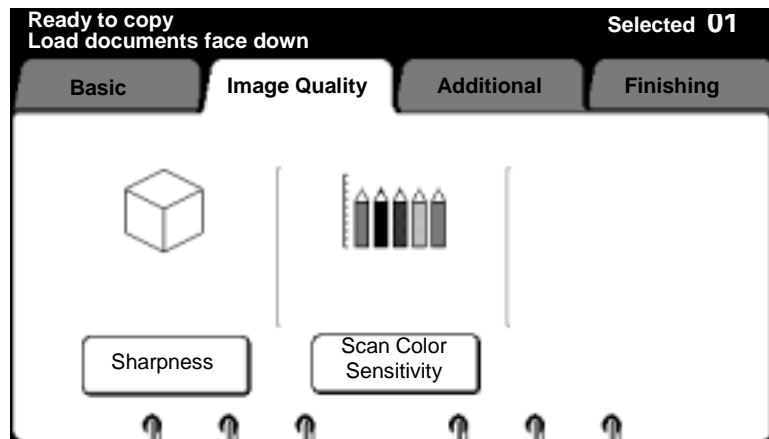 Ready to copy
Load documents face down
Selected 01
Basic
Image Quality
Additional
Finishing
Sharpness
Scan Color
Sensitivity